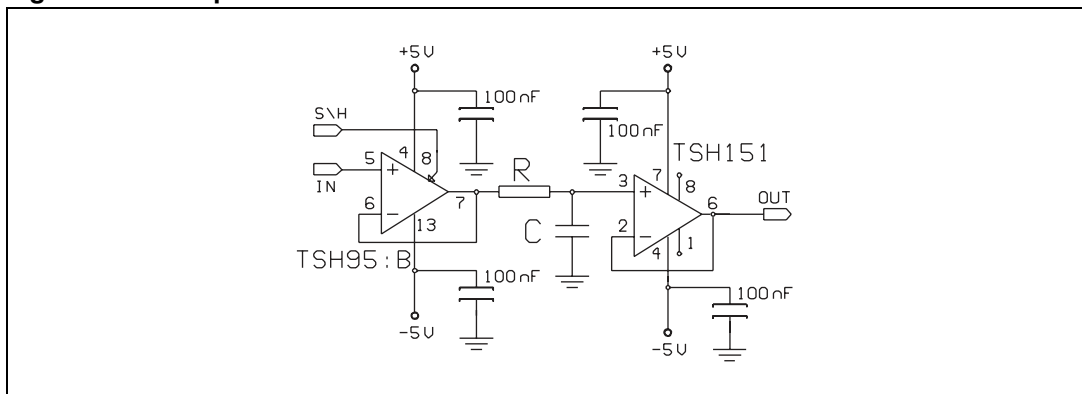 +5V
+5V
100nF
100nF
S\H
4
8
5
+
IN
6
-
7
13
TSH95:B
R
C
TSH151
3
+
7
8
6
OUT
2
-
4
1
100nF
100nF
-5V
-5V